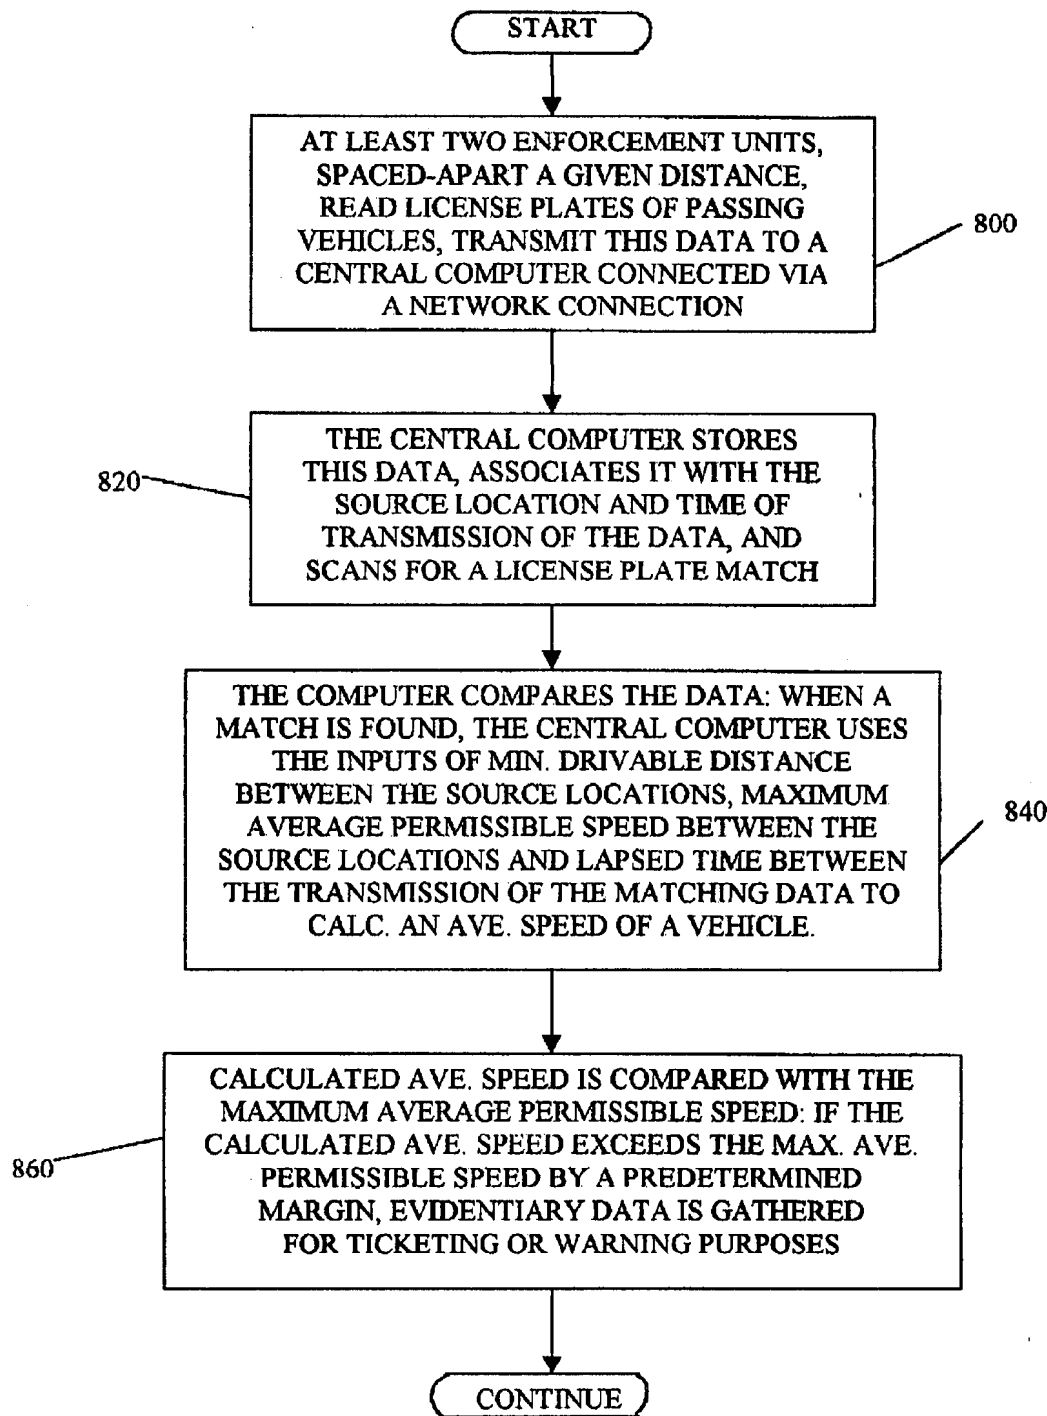 START
AT LEAST TWO ENFORCEMENT UNITS,
SPACED-APART A GIVEN DISTANCE,
READ LICENSE PLATES OF PASSING
VEHICLES, TRANSMIT THIS DATA TO A
CENTRAL COMPUTER CONNECTED VIA
A NETWORK CONNECTION
800
THE CENTRAL COMPUTER STORES
THIS DATA, ASSOCIATES IT WITH THE
SOURCE LOCATION AND TIME OF
TRANSMISSION OF THE DATA, AND
SCANS FOR A LICENSE PLATE MATCH
820
THE COMPUTER COMPARES THE DATA: WHEN A
MATCH IS FOUND, THE CENTRAL COMPUTER USES
THE INPUTS OF MIN. DRIVABLE DISTANCE
BETWEEN THE SOURCE LOCATIONS, MAXIMUM
AVERAGE PERMISSIBLE SPEED BETWEEN THE
SOURCE LOCATIONS AND LAPSED TIME BETWEEN
THE TRANSMISSION OF THE MATCHING DATA TO
CALC. AN AVE. SPEED OF A VEHICLE.
840
CALCULATED AVE. SPEED IS COMPARED WITH THE
MAXIMUM AVERAGE PERMISSIBLE SPEED: IF THE
CALCULATED AVE. SPEED EXCEEDS THE MAX. AVE.
PERMISSIBLE SPEED BY A PREDETERMINED
MARGIN, EVIDENTIARY DATA IS GATHERED
FOR TICKETING OR WARNING PURPOSES
860
CONTINUE